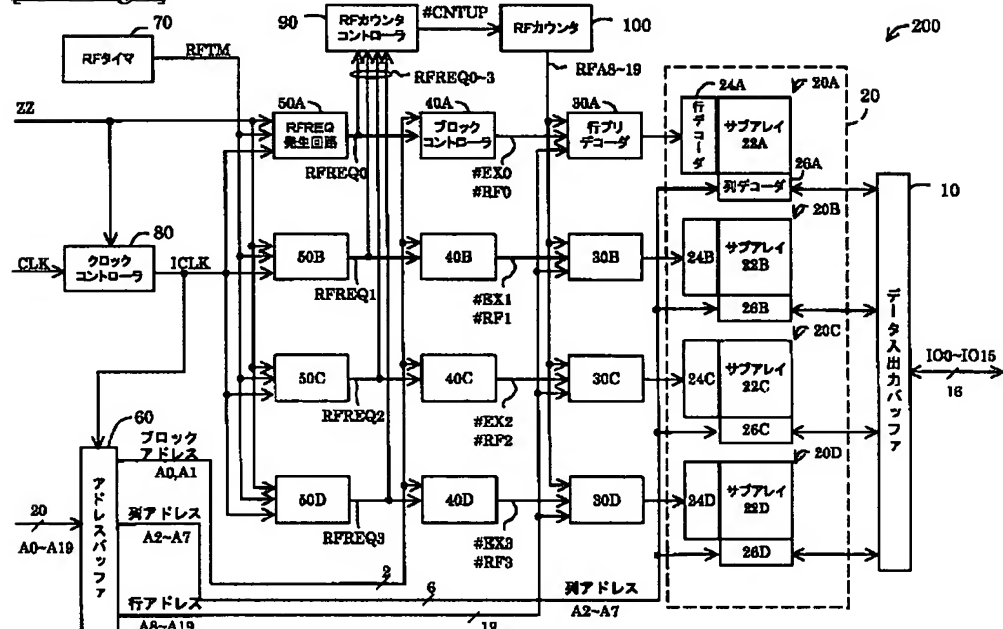 90
RFカウンタ
コントローラ
#CNTUP
RFカウンタ
100
200
70
RFタイマ
RFTM
RFREQ0~3
RFA8~19
ZZ
50A
RFREQ
発生回路
RFREQ0
40A
ブロック
コントローラ
#EX0
#RF0
30A
行プリ
デコーダ
24A
行デコーダ
20A
サブアレイ
22A
26A
列デコーダ
20
10
データ入出力バッファ
IO0~IO15
16
80
CLK
クロック
コントローラ
ICLK
50B
RFREQ1
40B
#EX1
#RF1
30B
24B
20B
サブアレイ
22B
26B
50C
RFREQ2
40C
#EX2
#RF2
30C
24C
20C
サブアレイ
22C
26C
50D
RFREQ3
40D
#EX3
#RF3
30D
24D
20D
サブアレイ
22D
26D
60
ブロック
アドレス
A0,A1
20
A0~A19
アドレスバッファ
列アドレス
A2~A7
2
6
列アドレス
A2~A7
行アドレス
A8~A19
12